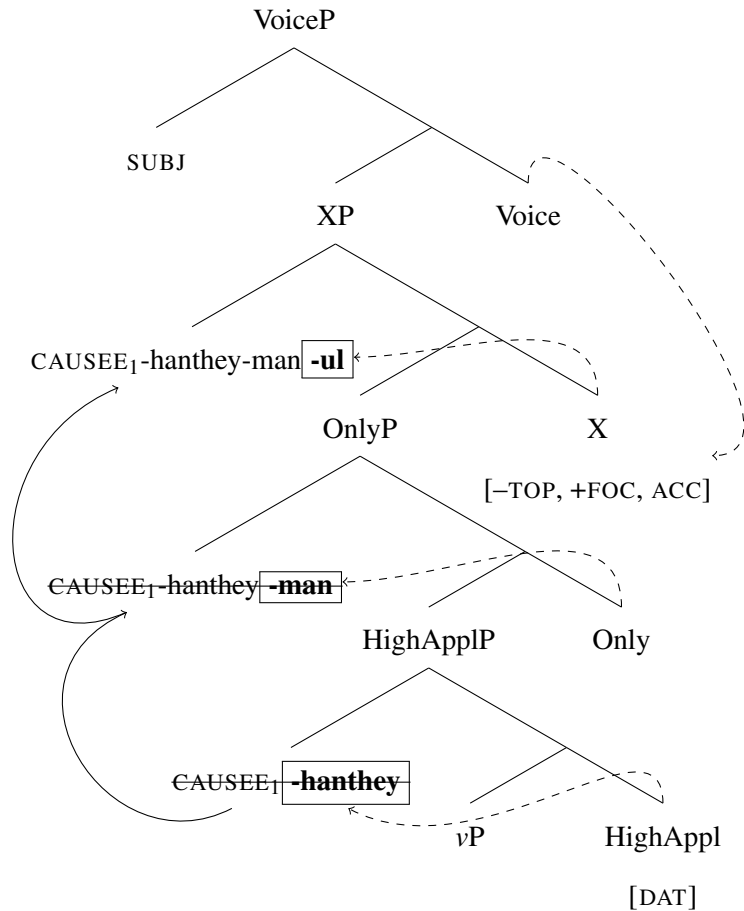 VoiceP
SUBJ
XP Voice
CAUSEE1-hanthey-man -ul
OnlyP X
[–TOP, +FOC, ACC]
CAUSEE1-hanthey -man
HighApplP Only
CAUSEE1 -hanthey
vP HighAppl
[DAT]